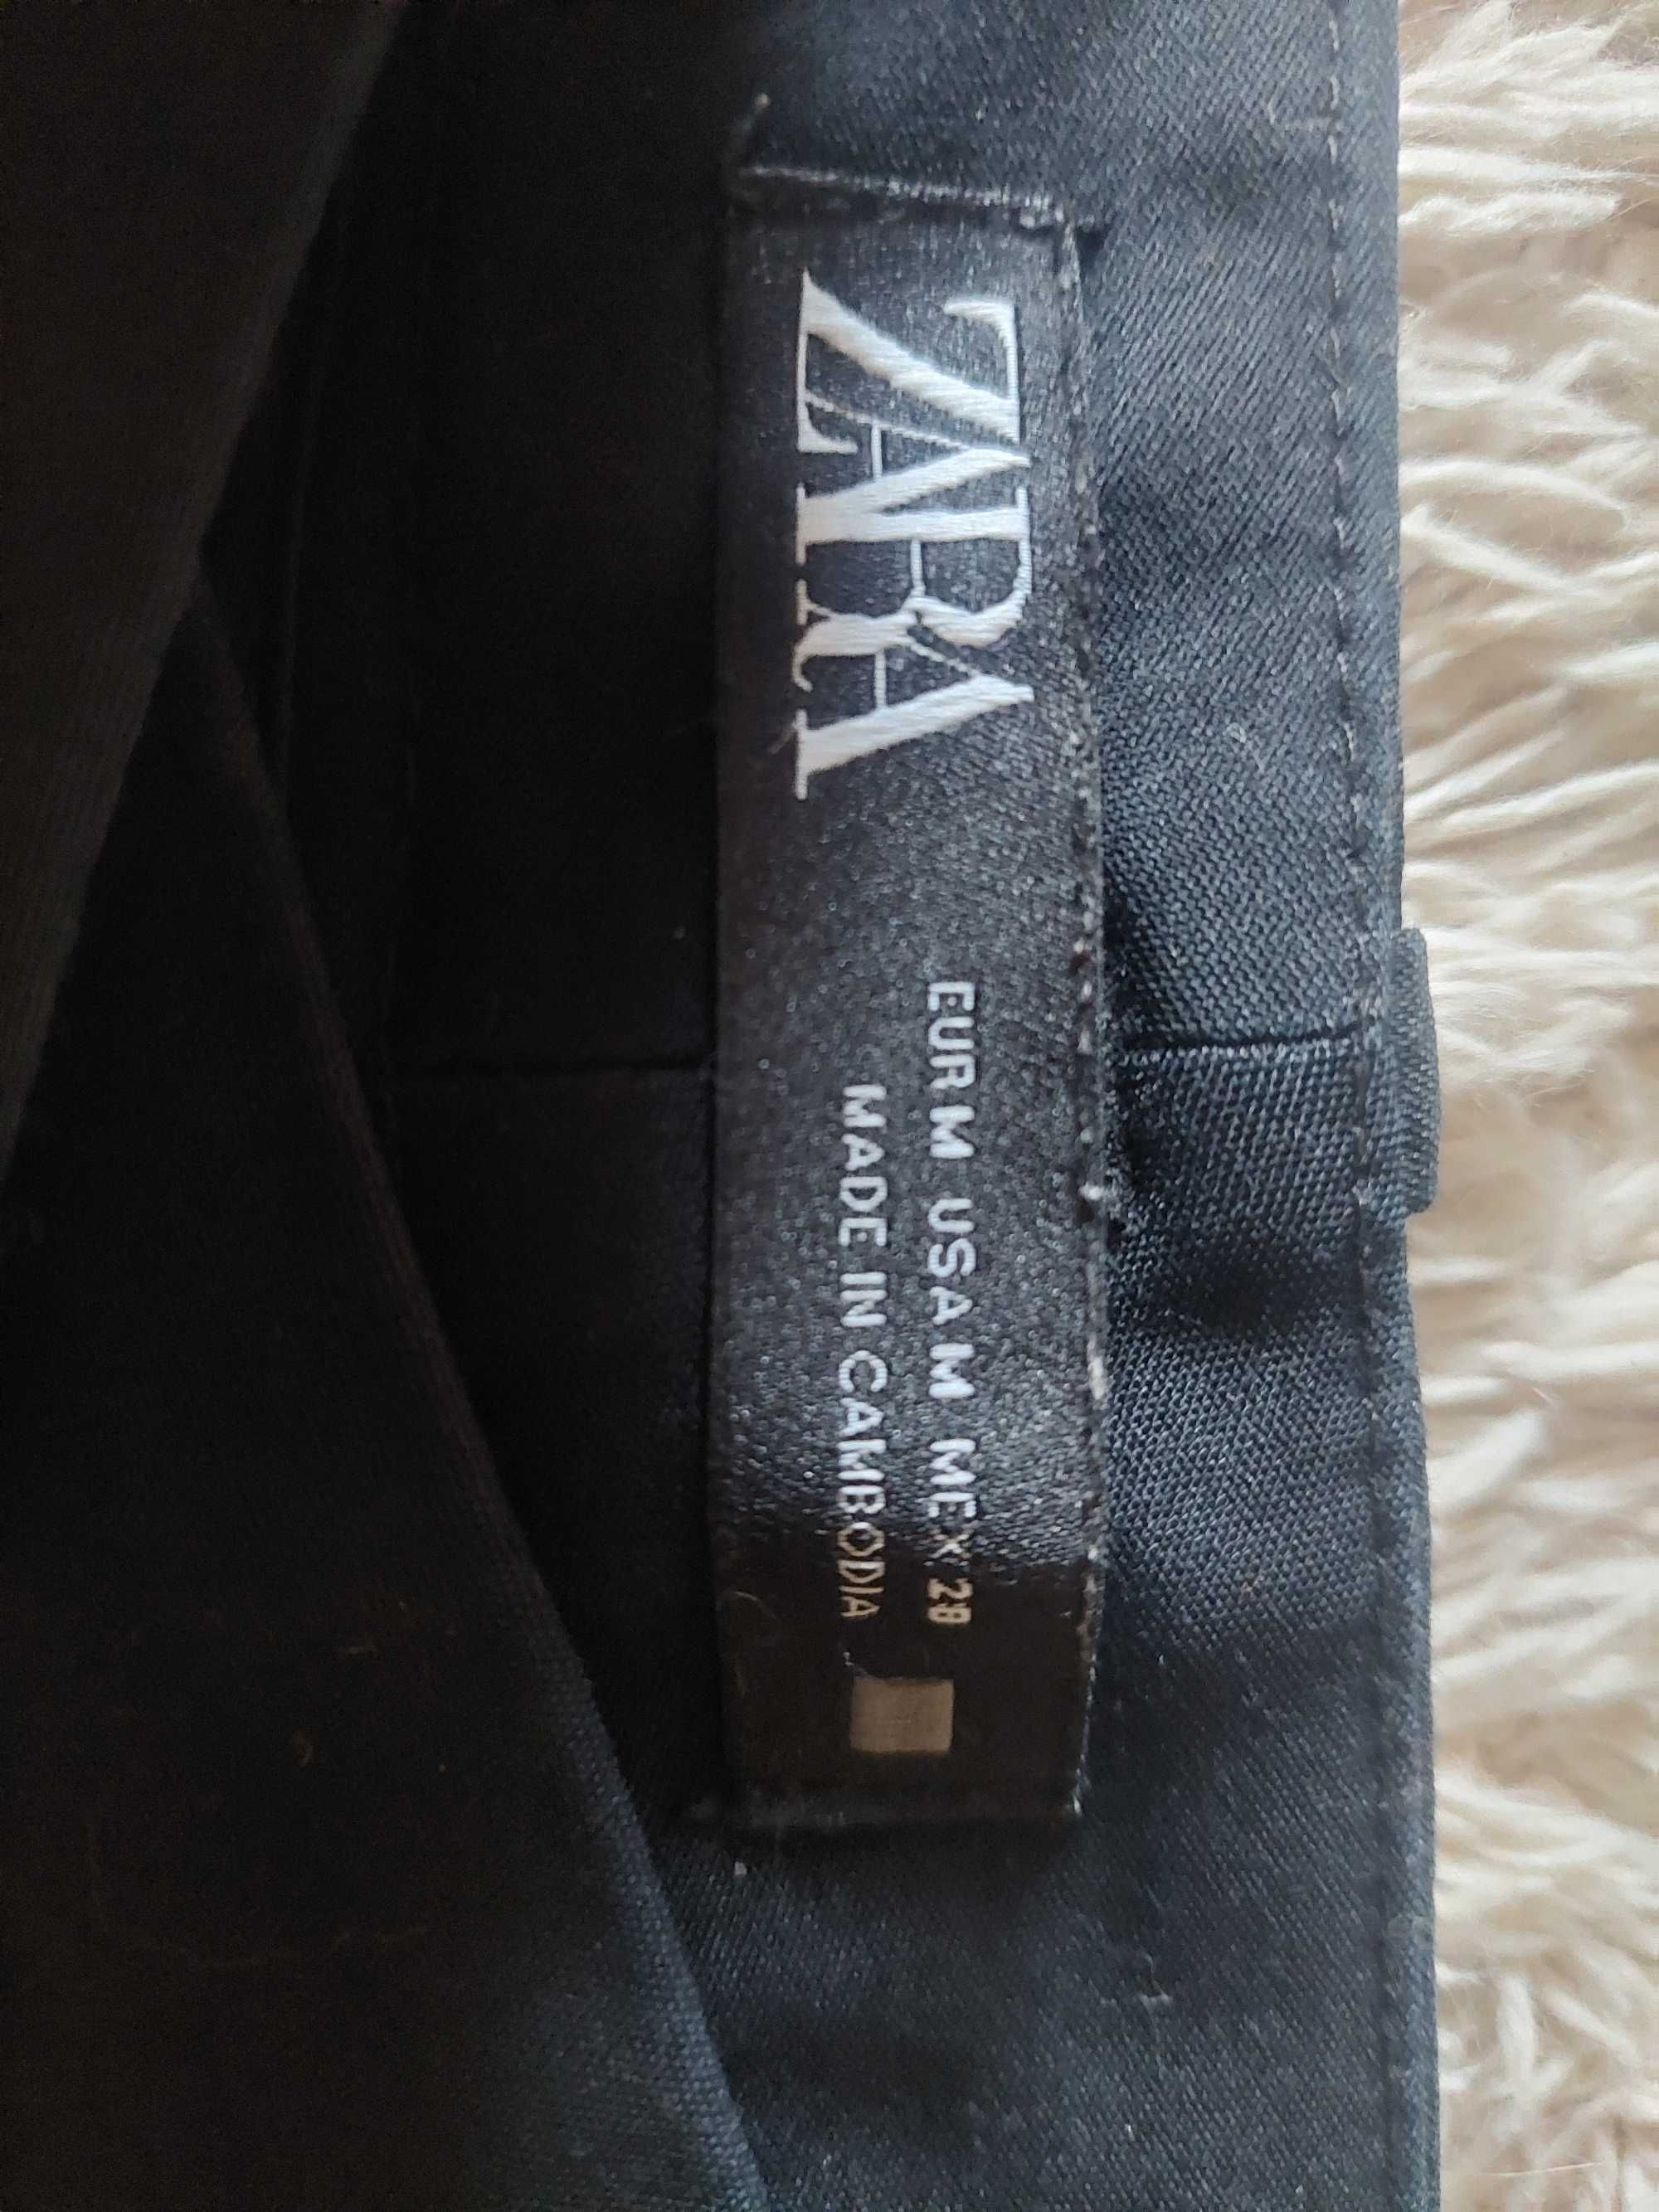 ZARA
EUR M USA M MEX 28
MADE IN CAMBODIA